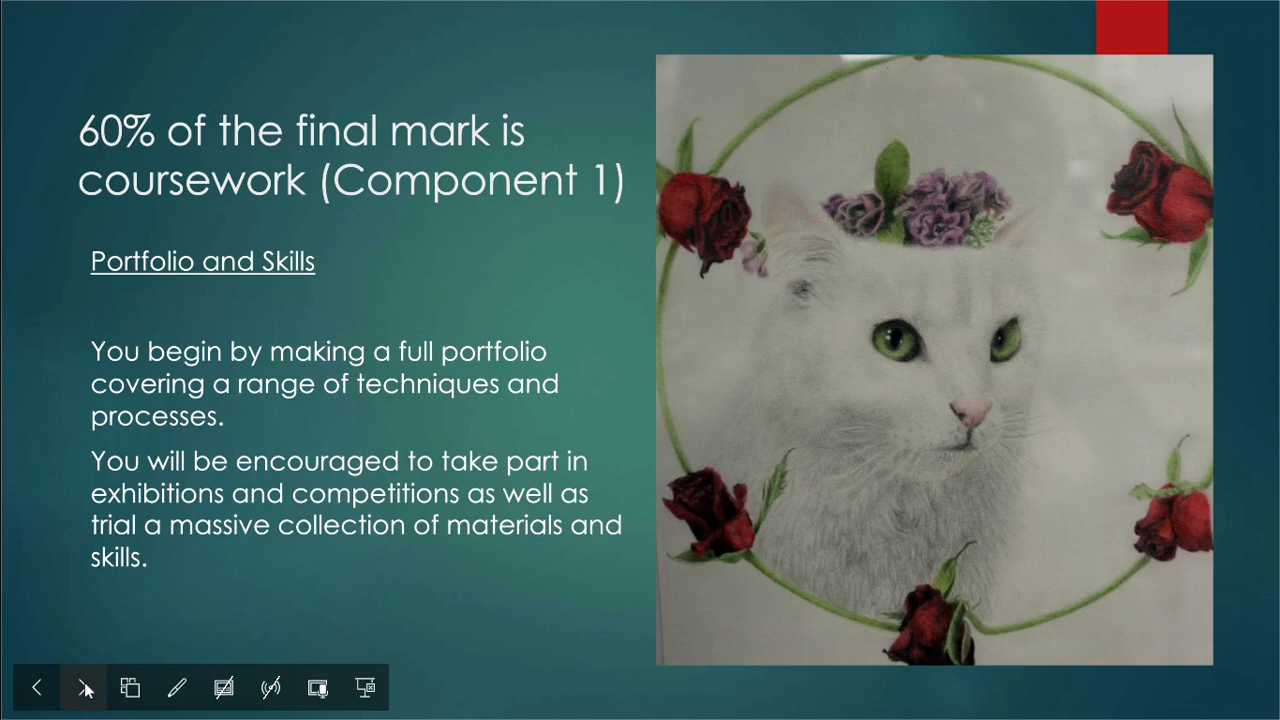 60% of the final mark is
coursework (Component 1)
Portfolio and Skills
You begin by making a full portfolio
covering a range of techniques and
processes.
You will be encouraged to take part in
exhibitions and competitions as well as
trial a massive collection of materials and
skills.